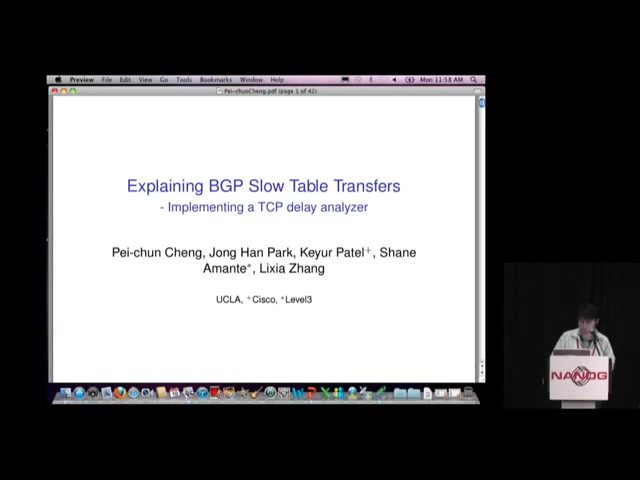 Preview File Edit View Go Tools Bookmarks Window Help Mon 11:58 AM
Pei-chunCheng.pdf (page 1 of 42)
Explaining BGP Slow Table Transfers
- Implementing a TCP delay analyzer
Pei-chun Cheng, Jong Han Park, Keyur Patel+, Shane
Amante*, Lixia Zhang
UCLA, +Cisco, *Level3
NANOG